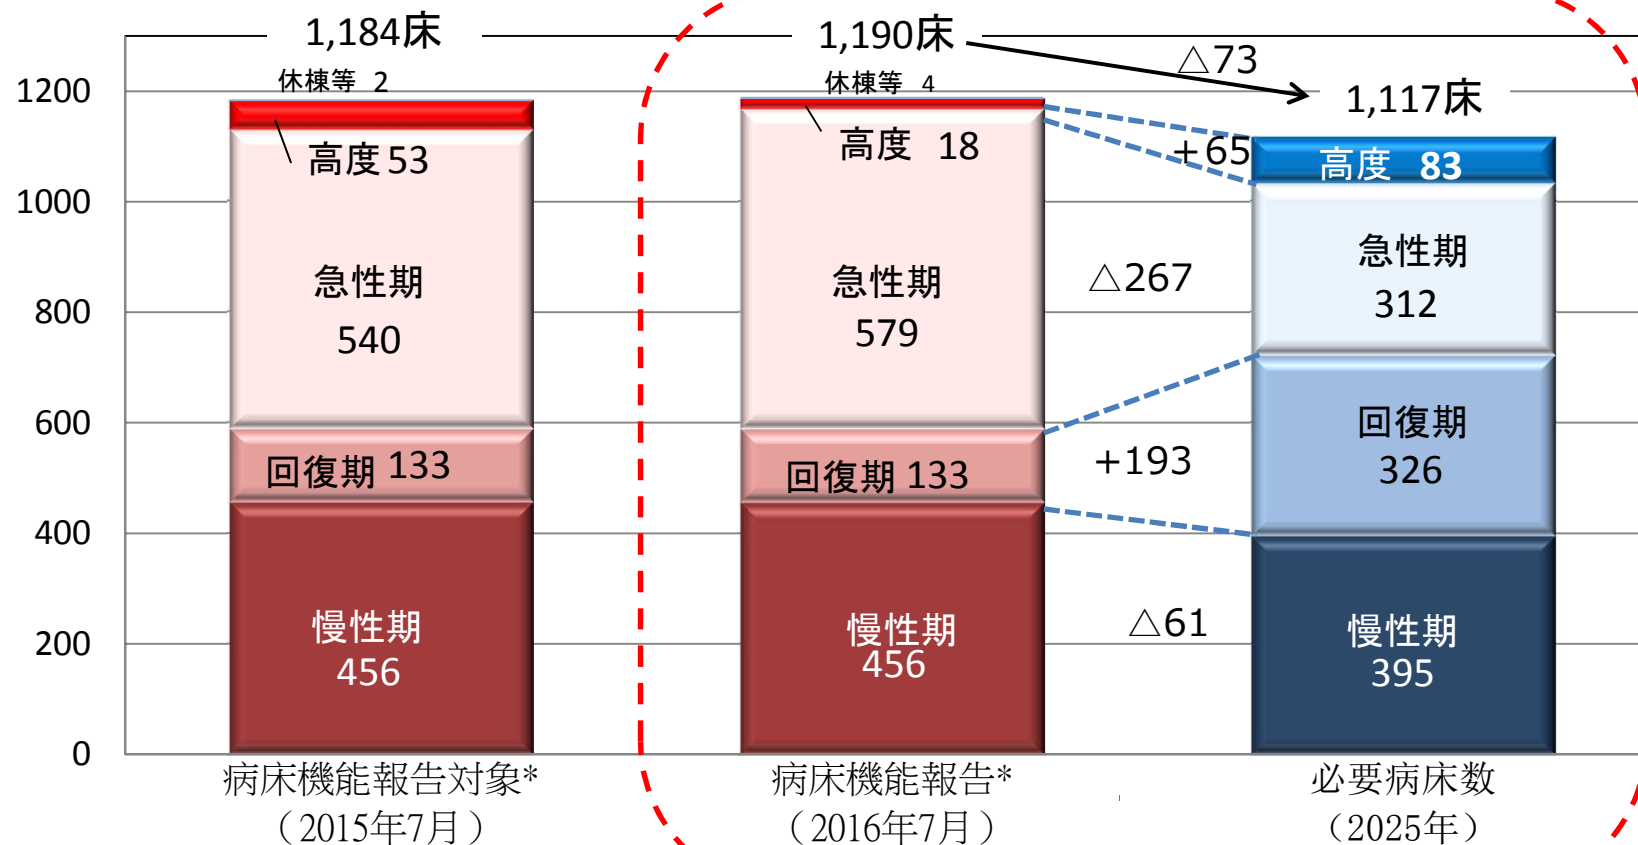 1,184床
1,190床
△73
1,117床
休棟等 2
休棟等 4
1200
1000
800
600
400
200
0
高度 53
高度 18
+65
高度 83
急性期
540
急性期
579
△267
急性期
312
回復期 133
回復期 133
+193
回復期
326
慢性期
456
慢性期
456
△61
慢性期
395
病床機能報告対象*
（2015年7月）
病床機能報告*
（2016年7月）
必要病床数
（2025年）